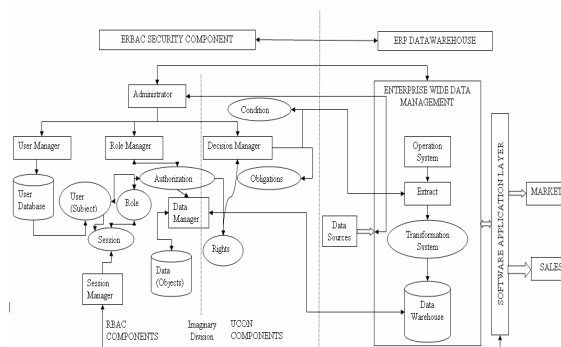 ERBAC SECURITY COMPONENT
ERP DATAWAREHOUSE
Administrator
Condition
ENTERPRISE WIDE DATA
MANAGEMENT
User Manager
Role Manager
Decision Manager
Operation
System
Authorization
Obligations
User
Database
User
(Subject)
Role
Data
Manager
Extract
MARKET
Session
Rights
Data
Sources
Transformation
System
SOFTWARE APPLICATION LAYER
SALES
Session
Manager
Data
(Objects)
Data
Warehouse
RBAC
COMPONENTS
Imaginary
Division
UCON
COMPONENTS